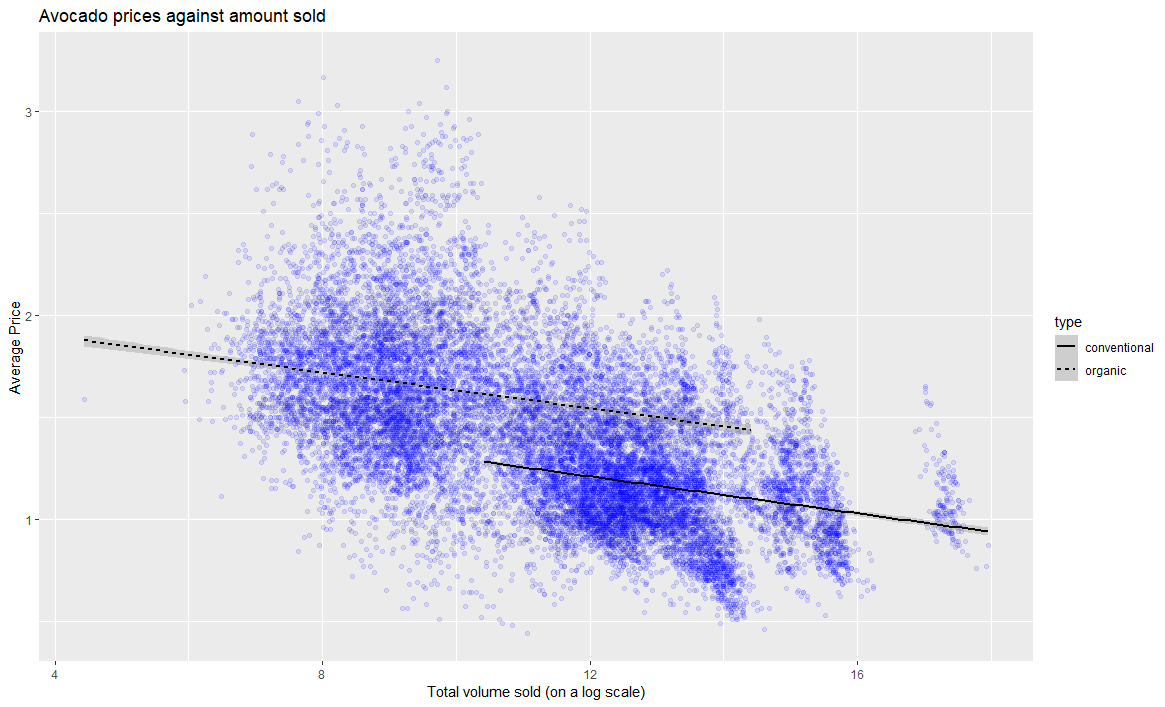 Avocado prices against amount sold
3
2
1
Average Price
4 8 12 16
Total volume sold (on a log scale)
type
conventional
organic